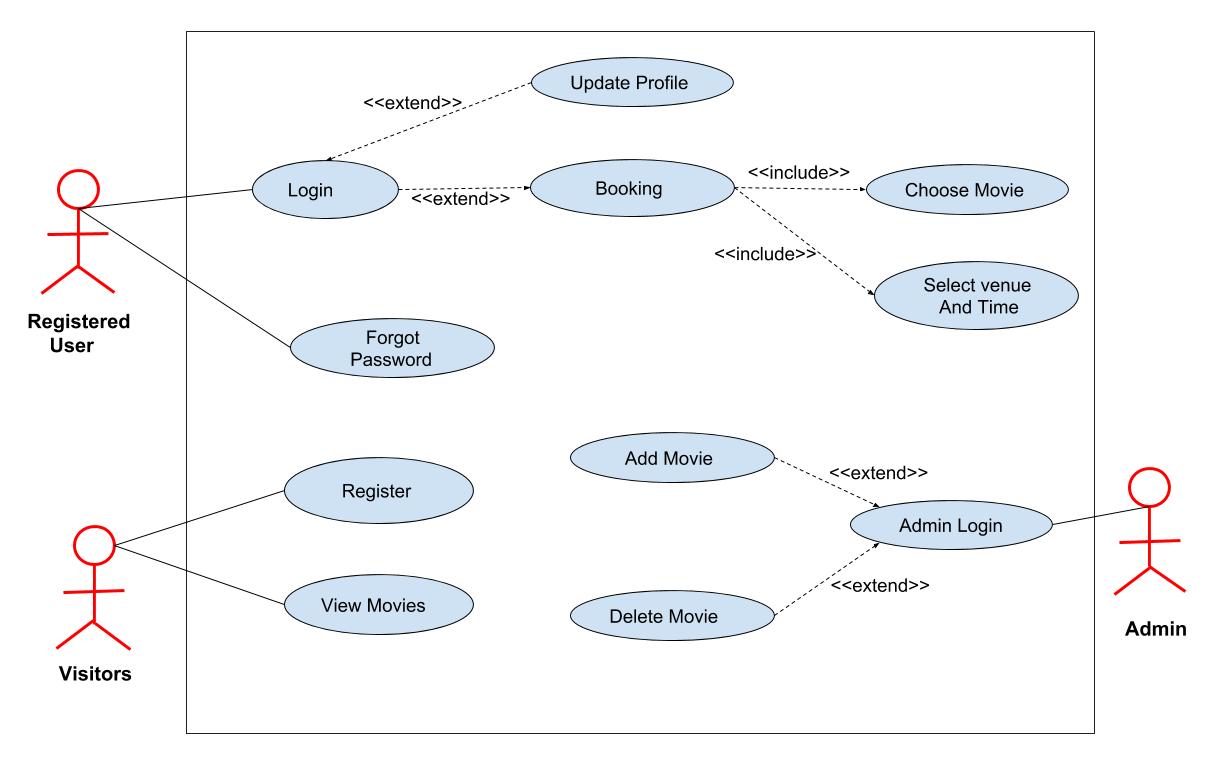 Update Profile
<<extend>>
Login
<<extend>>
Booking
<<include>>
Choose Movie
<<include>>
Select venue
And Time
Registered
User
Forgot
Password
Add Movie
<<extend>>
Register
Admin Login
View Movies
<<extend>>
Delete Movie
Admin
Visitors